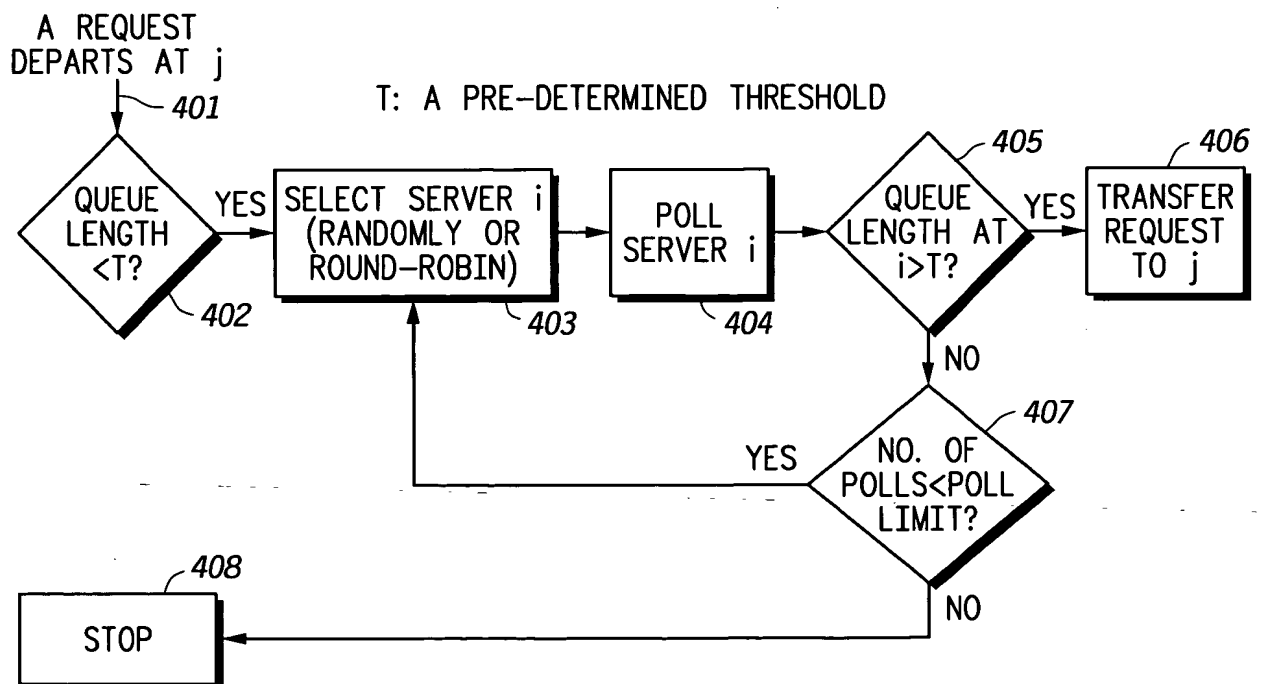 A REQUEST
DEPARTS AT j
401
T: A PRE-DETERMINED THRESHOLD
QUEUE
LENGTH
<T?
402
YES
SELECT SERVER i
(RANDOMLY OR
ROUND-ROBIN)
403
POLL
SERVER i
404
405
QUEUE
LENGTH AT
i>T?
YES
406
TRANSFER
REQUEST
TO j
NO
407
NO. OF
POLLS<POLL
LIMIT?
YES
NO
408
STOP